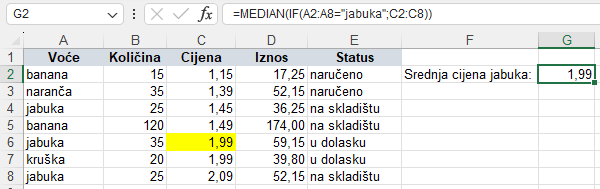 G2 fx =MEDIAN(IF(A2:A8="jabuka";C2:C8))
A B C D E F G
1 Voće Količina Cijena Iznos Status
2 banana 15 1,15 17,25 naručeno Srednja cijena jabuka: 1,99
3 naranča 35 1,39 52,15 naručeno
4 jabuka 25 1,45 36,25 na skladištu
5 banana 120 1,49 174,00 na skladištu
6 jabuka 35 1,99 59,15 u dolasku
7 kruška 20 1,99 39,80 u dolasku
8 jabuka 25 2,09 52,15 na skladištu